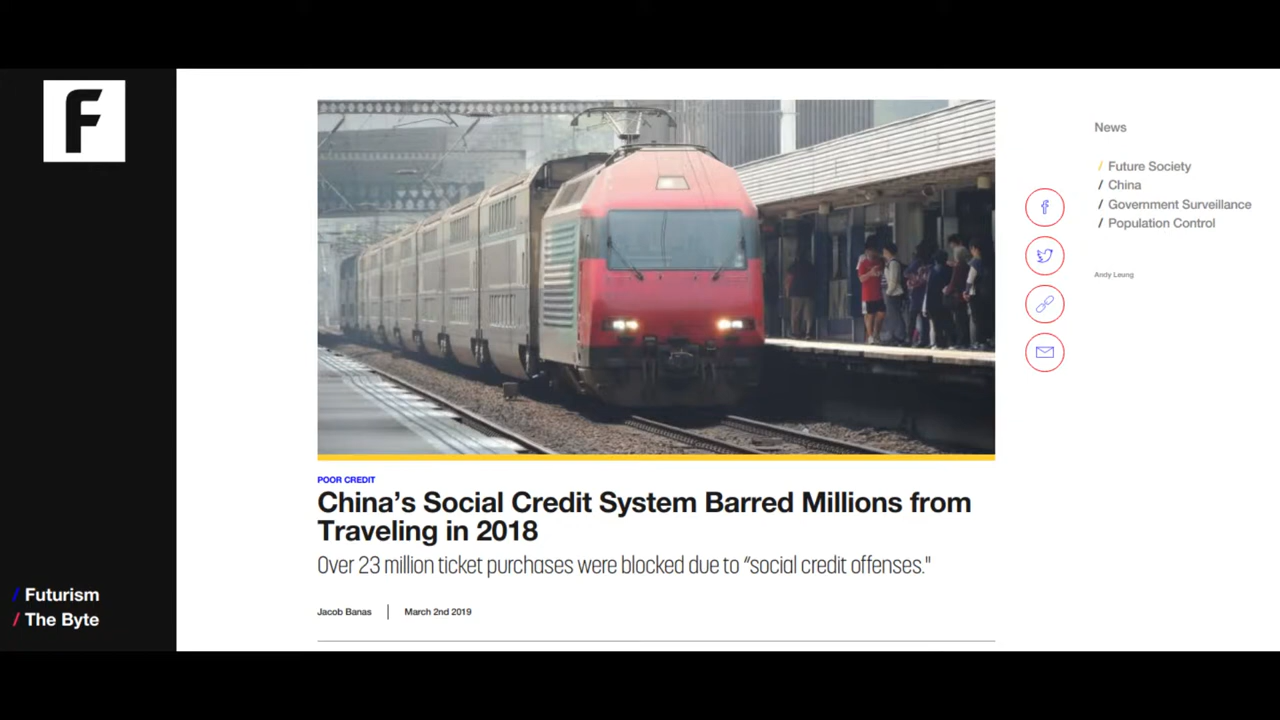 F
News
/ Future Society
/ China
/ Government Surveillance
/ Population Control
Andy Leung
POOR CREDIT
China’s Social Credit System Barred Millions from
Traveling in 2018
Over 23 million ticket purchases were blocked due to “social credit offenses."
Jacob Banas | March 2nd 2019
/ Futurism
/ The Byte